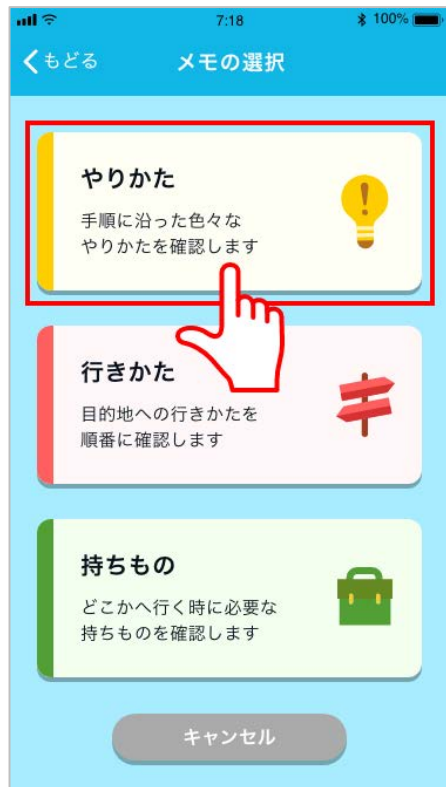 7:18
100%
もどる
メモの選択
やりかた
手順に沿った色々な
やりかたを確認します
行きかた
目的地への行きかたを
順番に確認します
持ちもの
どこかへ行く時に必要な
持ちものを確認します
キャンセル